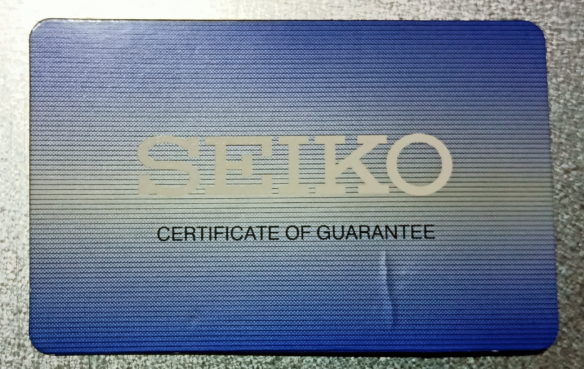 SEIKO
CERTIFICATE OF GUARANTEE